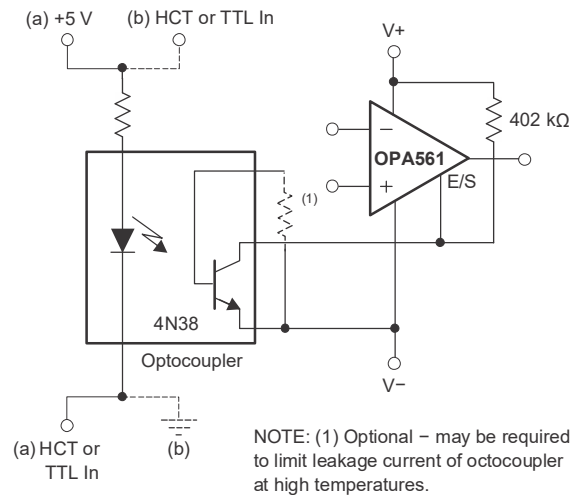 (a) +5 V
(b) HCT or TTL In
V+
402 kΩ
−
OPA561
+
E/S
(1)
4N38
Optocoupler
V−
(a) HCT or
TTL In
(b)
NOTE: (1) Optional − may be required
to limit leakage current of octocoupler
at high temperatures.